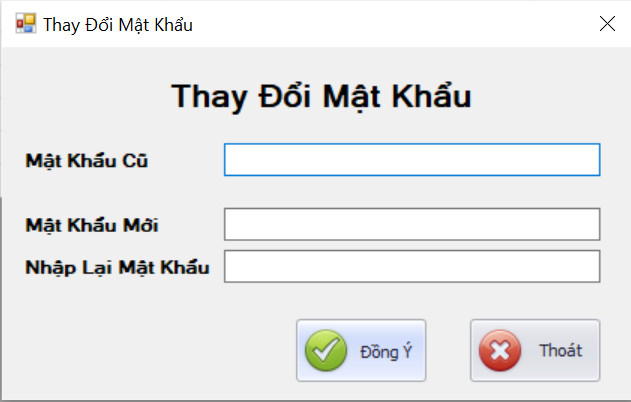 Thay Đổi Mật Khẩu
Thay Đổi Mật Khẩu
Mật Khẩu Cũ
Mật Khẩu Mới
Nhập Lại Mật Khẩu
Đồng Ý
Thoát